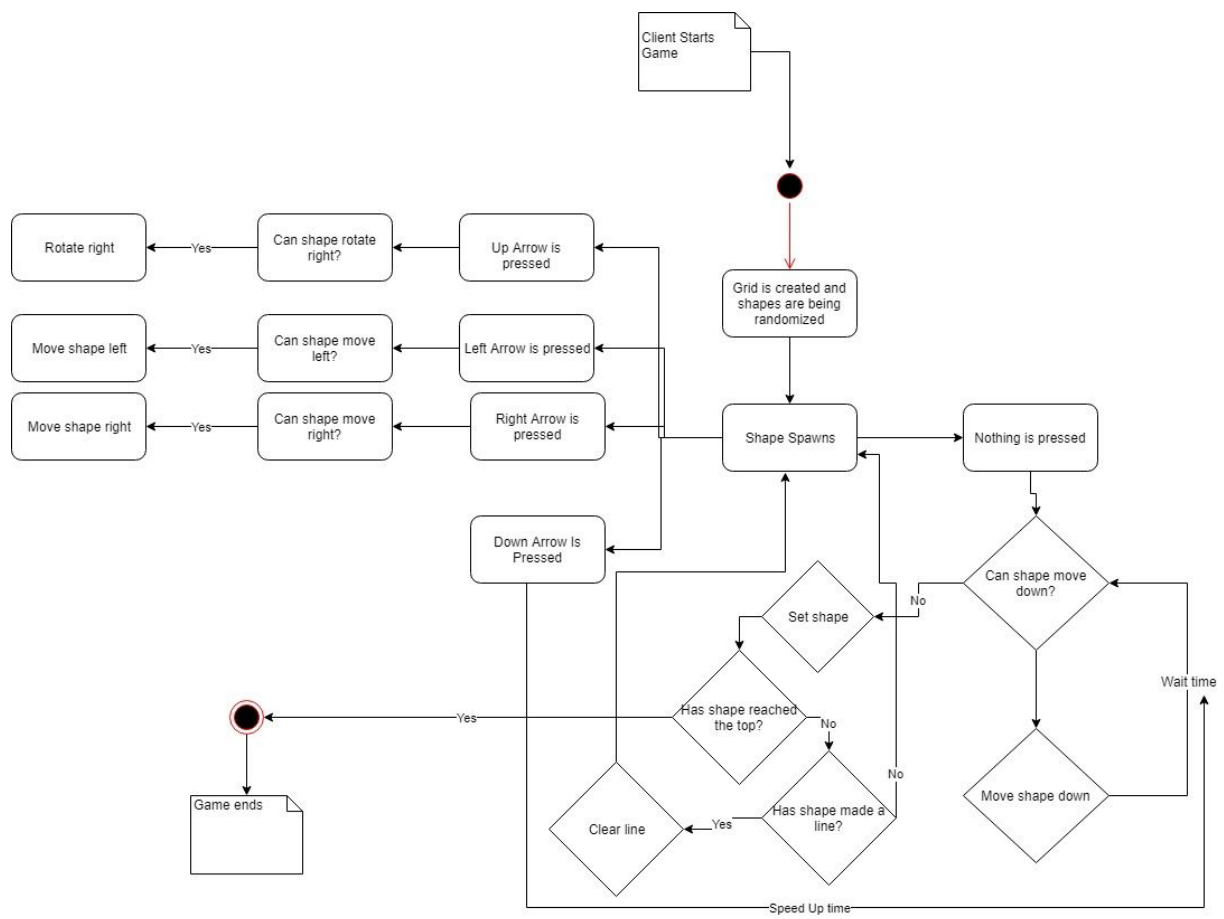 Client Starts
Game
Grid is created and
shapes are being
randomized
Rotate right
Yes
Can shape rotate
right?
Up Arrow is
pressed
Move shape left
Yes
Can shape move
left?
Left Arrow is pressed
Move shape right
Yes
Can shape move
right?
Right Arrow is
pressed
Shape Spawns
Nothing is pressed
Down Arrow Is
Pressed
Can shape move
down?
No
Set shape
Wait time
Has shape reached
the top?
Yes
No
No
Move shape down
Game ends
Clear line
Yes
Has shape made a
line?
Speed Up time